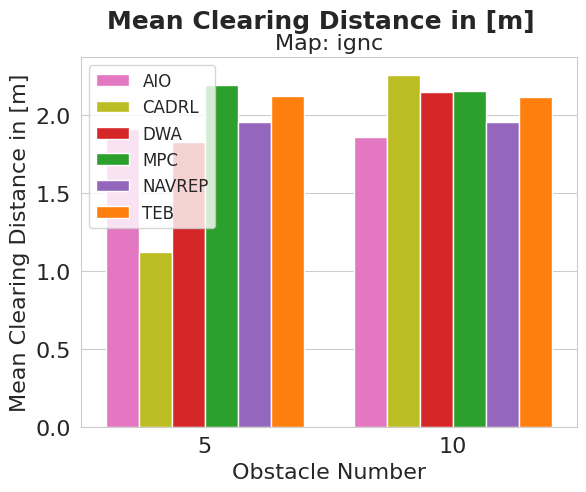 Mean Clearing Distance in [m]
Map: ignc
Mean Clearing Distance in [m]
2.0
1.5
1.0
0.5
0.0
AIO
CADRL
DWA
MPC
NAVREP
TEB
5
10
Obstacle Number